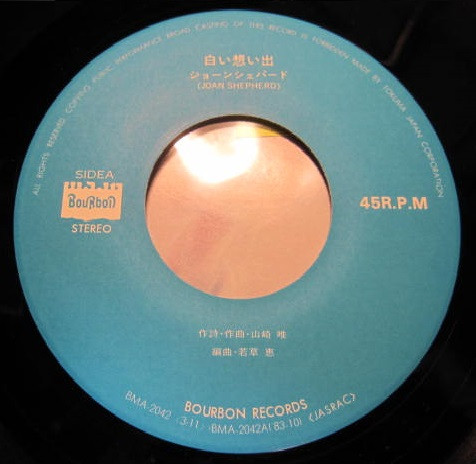 ALL RIGHTS RESERVED. COPYING, PUBLIC PERFORMANCE, BROAD CASTING OF THIS RECORD IS FORBIDDEN MADE BY TOKUMA JAPAN CORPORATION
白い想い出
ジョーンシェパード
(JOAN SHEPHERD)
SIDEA
BouRboN
STEREO
45R.P.M
作詩・作曲・山崎 唯
編曲・若草 恵
BOURBON RECORDS
BMA-2042 (3:11) ・BMA-2042A('83.10) 《JASRAC》